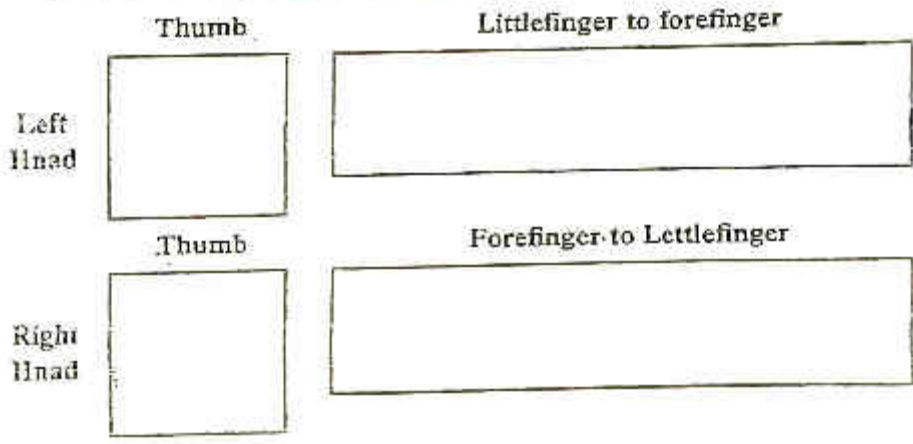 Thumb
Littlefinger to forefinger
Left
Hnad
Thumb
Forefinger to Lettlefinger
Right
Hnad